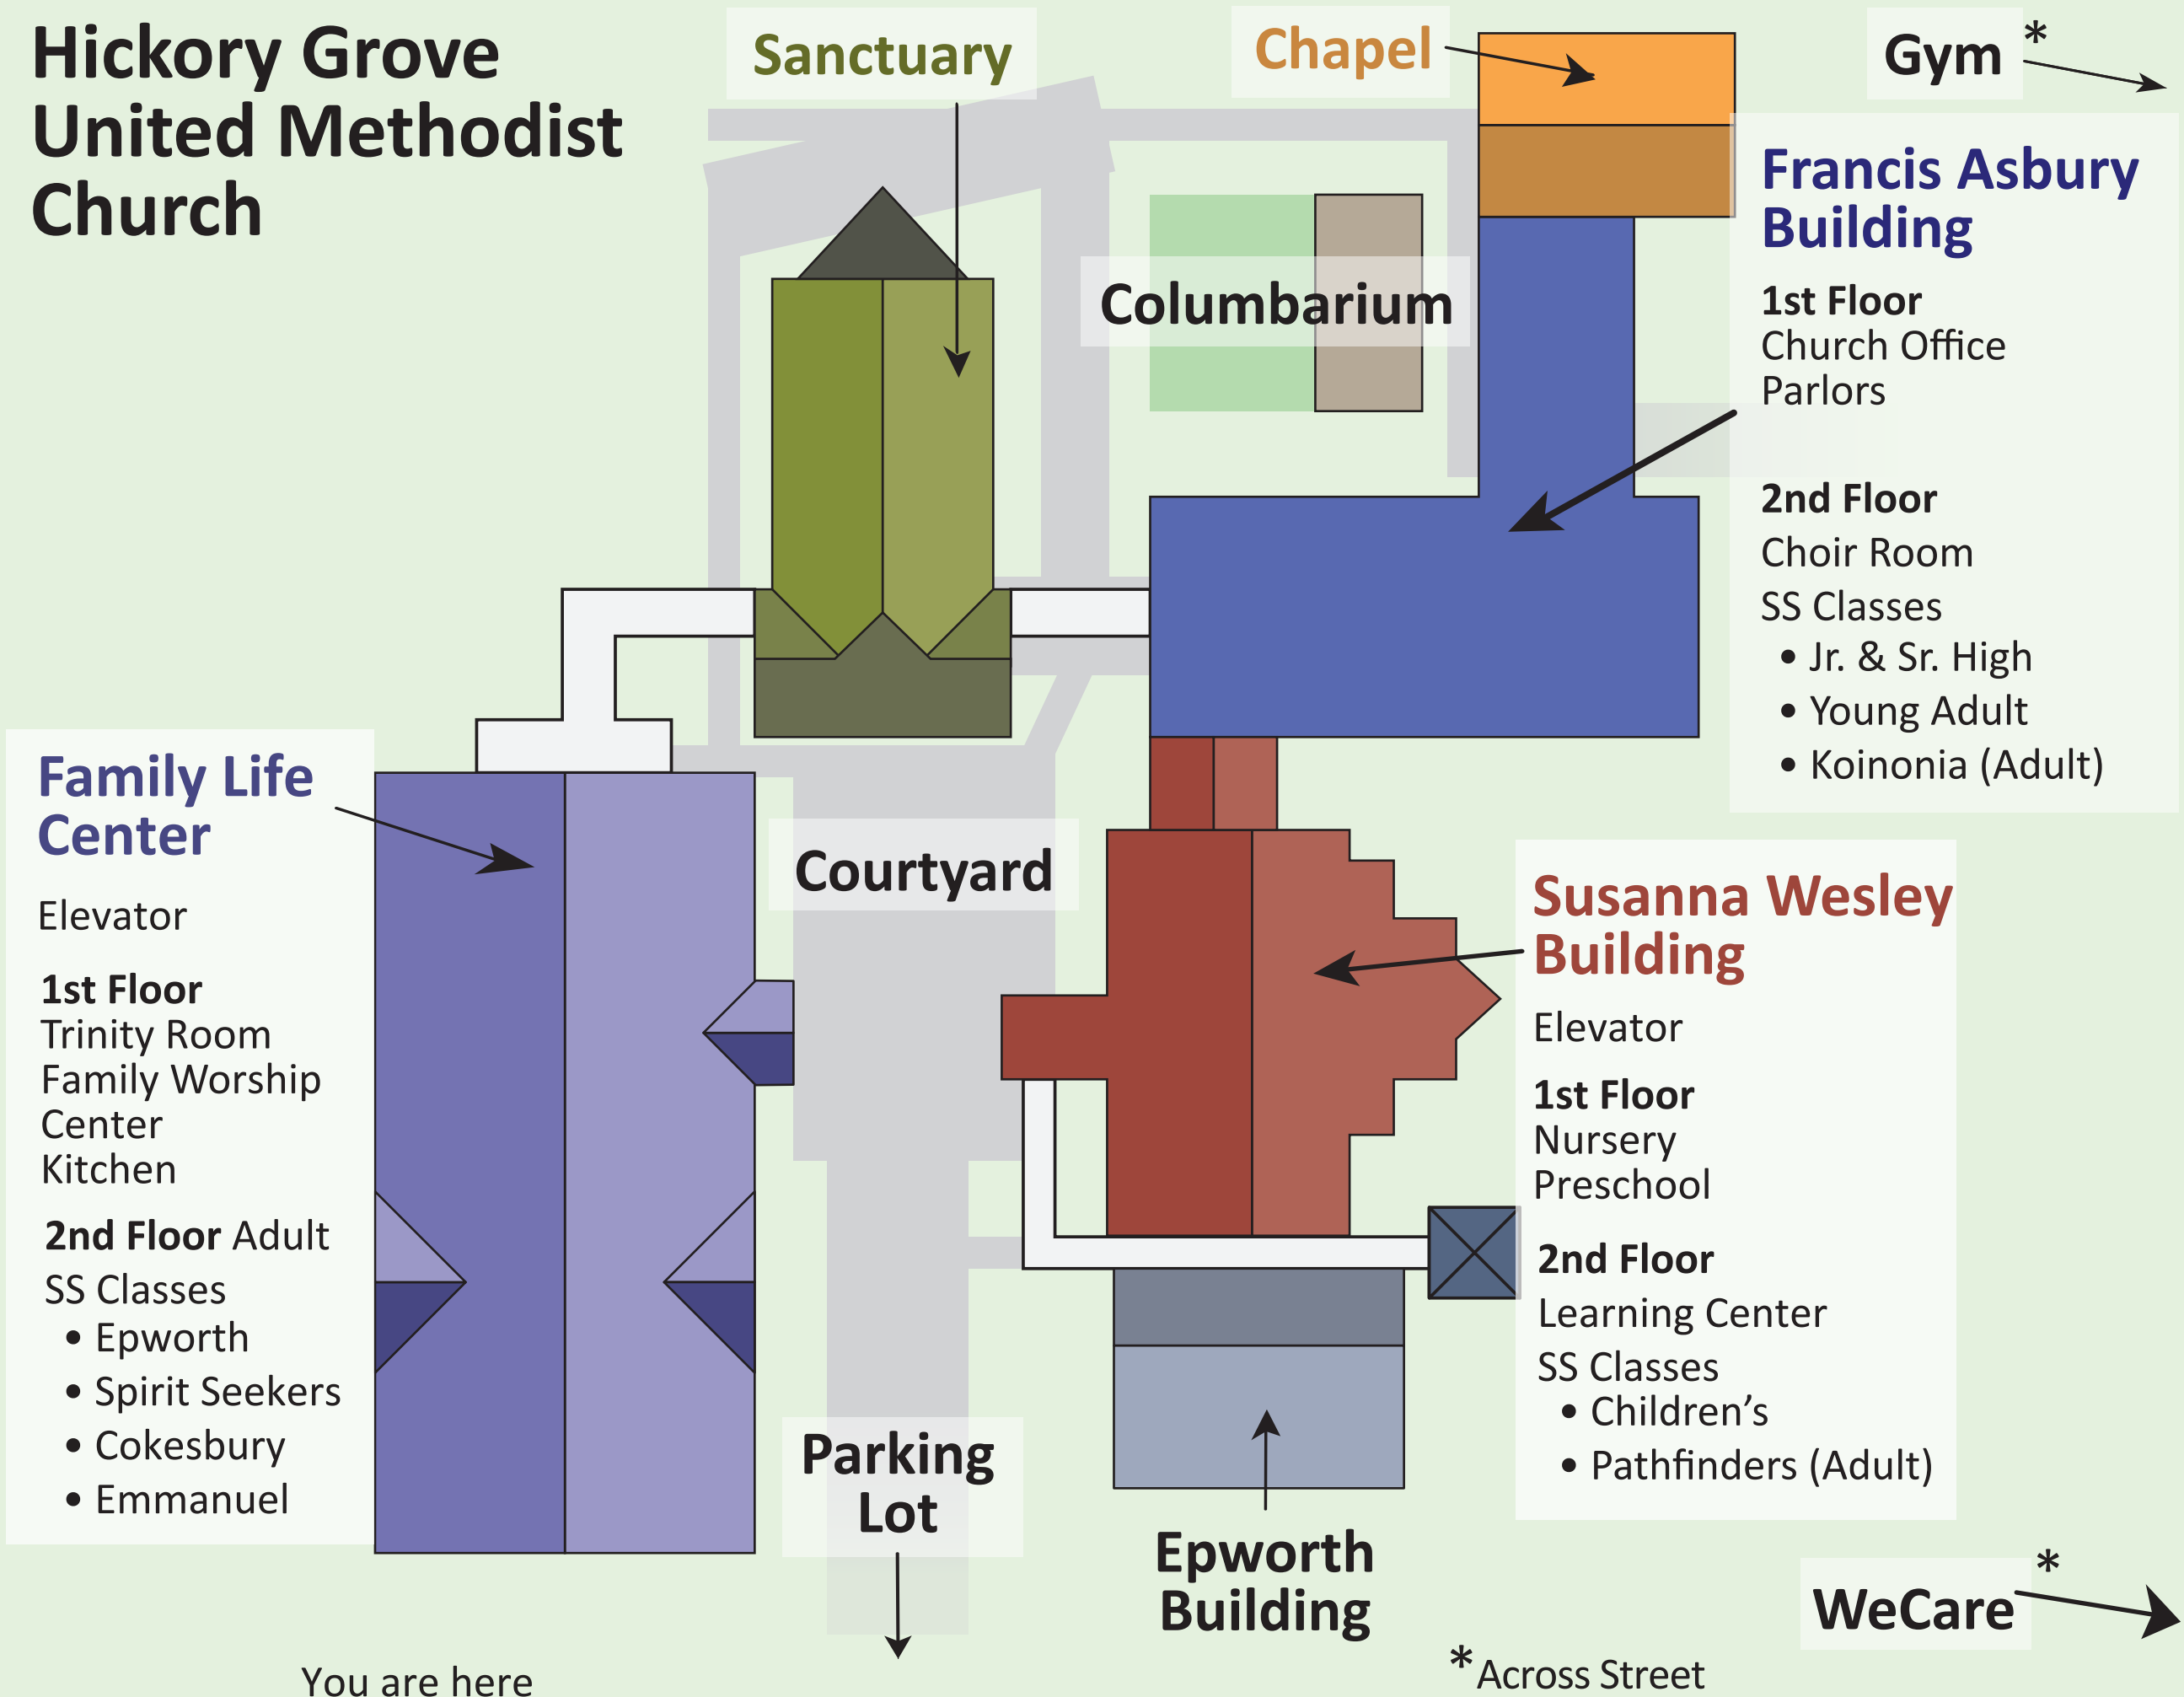 Hickory Grove
United Methodist
Church
Sanctuary
Chapel
Gym *
Columbarium
Francis Asbury
Building
1st Floor
Church Office
Parlors
2nd Floor
Choir Room
SS Classes
• Jr. & Sr. High
• Young Adult
• Koinonia (Adult)
Family Life
Center
Elevator
1st Floor
Trinity Room
Family Worship
Center
Kitchen
2nd Floor Adult
SS Classes
• Epworth
• Spirit Seekers
• Cokesbury
• Emmanuel
Courtyard
Susanna Wesley
Building
Elevator
1st Floor
Nursery
Preschool
2nd Floor
Learning Center
SS Classes
• Children’s
• Pathfinders (Adult)
Parking
Lot
Epworth
Building
WeCare *
*Across Street
You are here